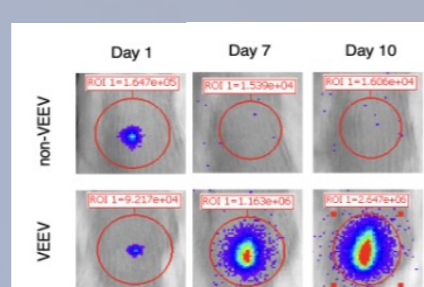 Day 1 Day 7 Day 10
non-VEEV
ROI 1=1.647e+05 ROI 1=1.539e+04 ROI 1=1.606e+04
VEEV
ROI 1=9.217e+04 ROI 1=1.163e+06 ROI 1=2.647e+06